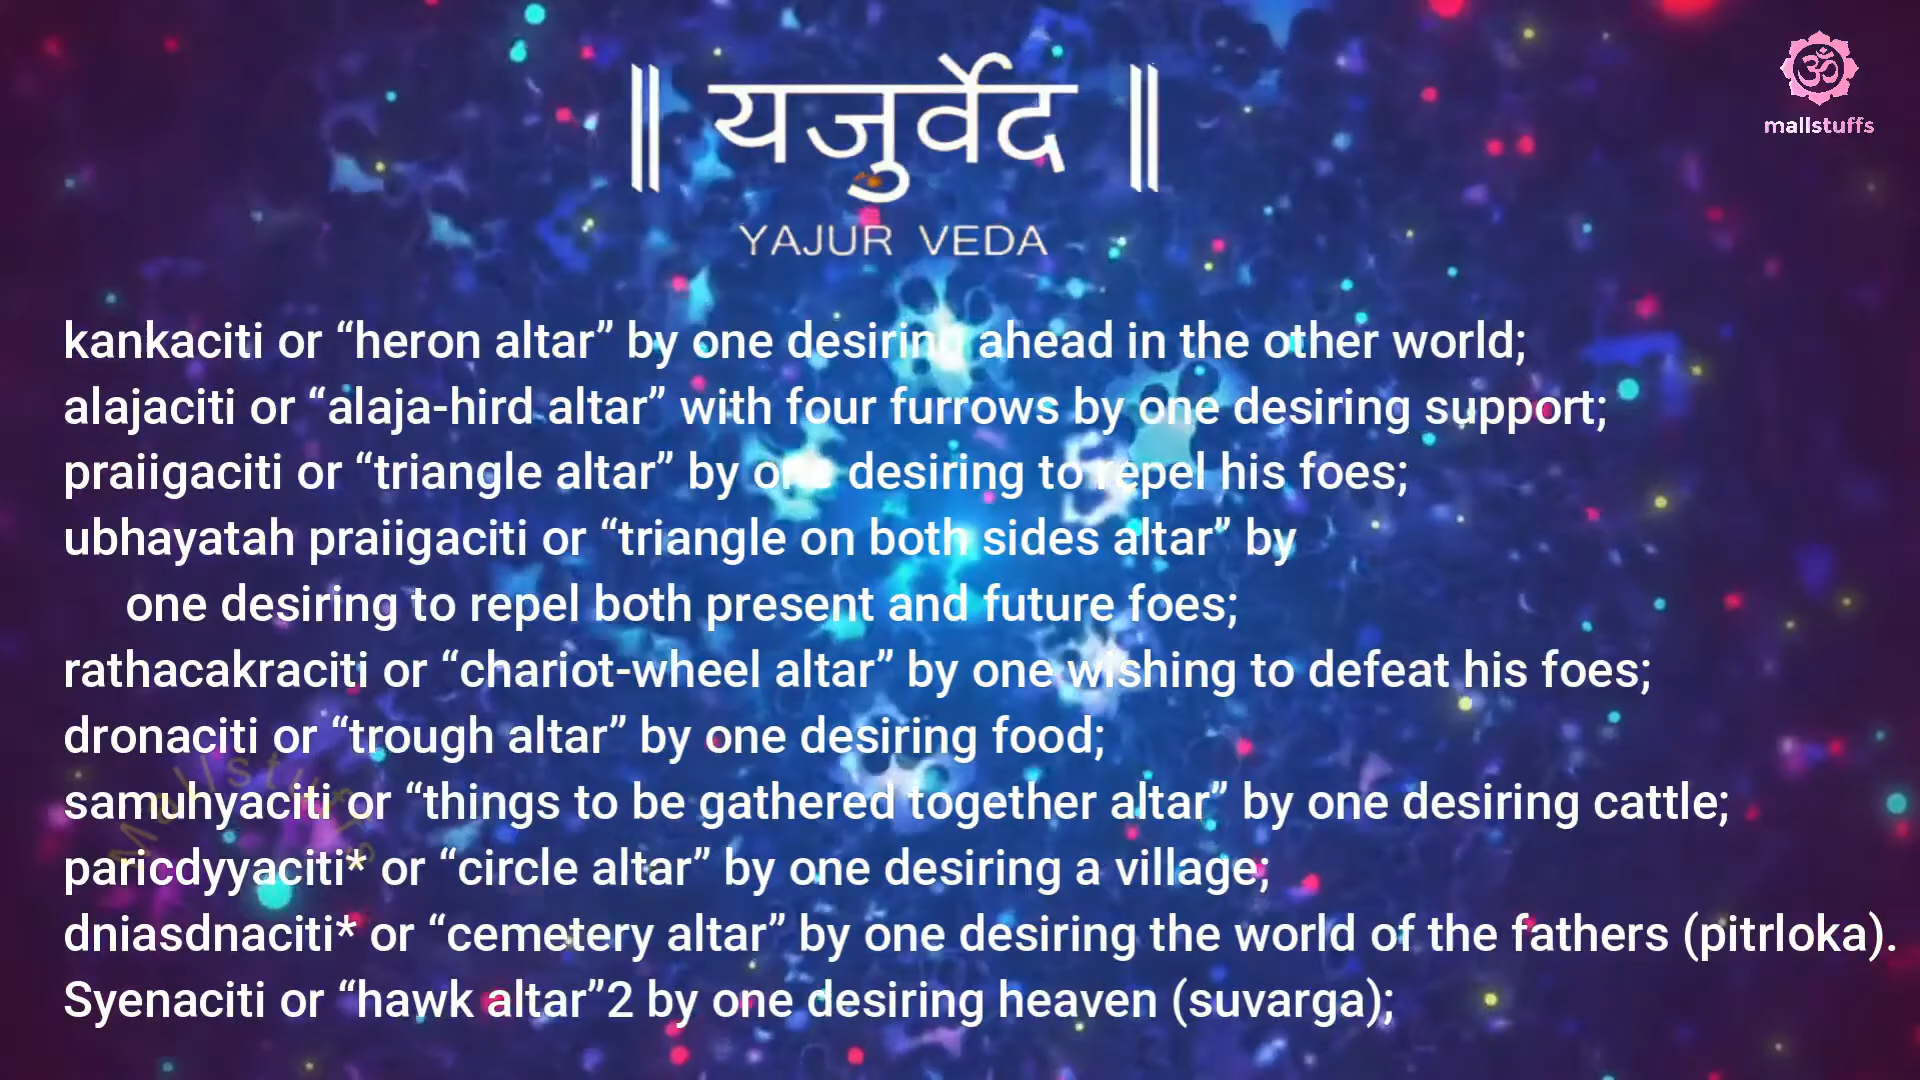 ॥ यजुर्वेद ॥
ॐ
mallstuffs
YAJUR VEDA
kankaciti or “heron altar” by one desiring ahead in the other world;
alajaciti or “alaja-hird altar” with four furrows by one desiring support;
praiigaciti or “triangle altar” by one desiring to repel his foes;
ubhayatah praiigaciti or “triangle on both sides altar” by
one desiring to repel both present and future foes;
rathacakraciti or “chariot-wheel altar” by one wishing to defeat his foes;
dronaciti or “trough altar” by one desiring food;
samuhyaciti or “things to be gathered together altar” by one desiring cattle;
paricdyyaciti* or “circle altar” by one desiring a village;
dniasdnaciti* or “cemetery altar” by one desiring the world of the fathers (pitrloka).
Syenaciti or “hawk altar”2 by one desiring heaven (suvarga);
Mallstuffs